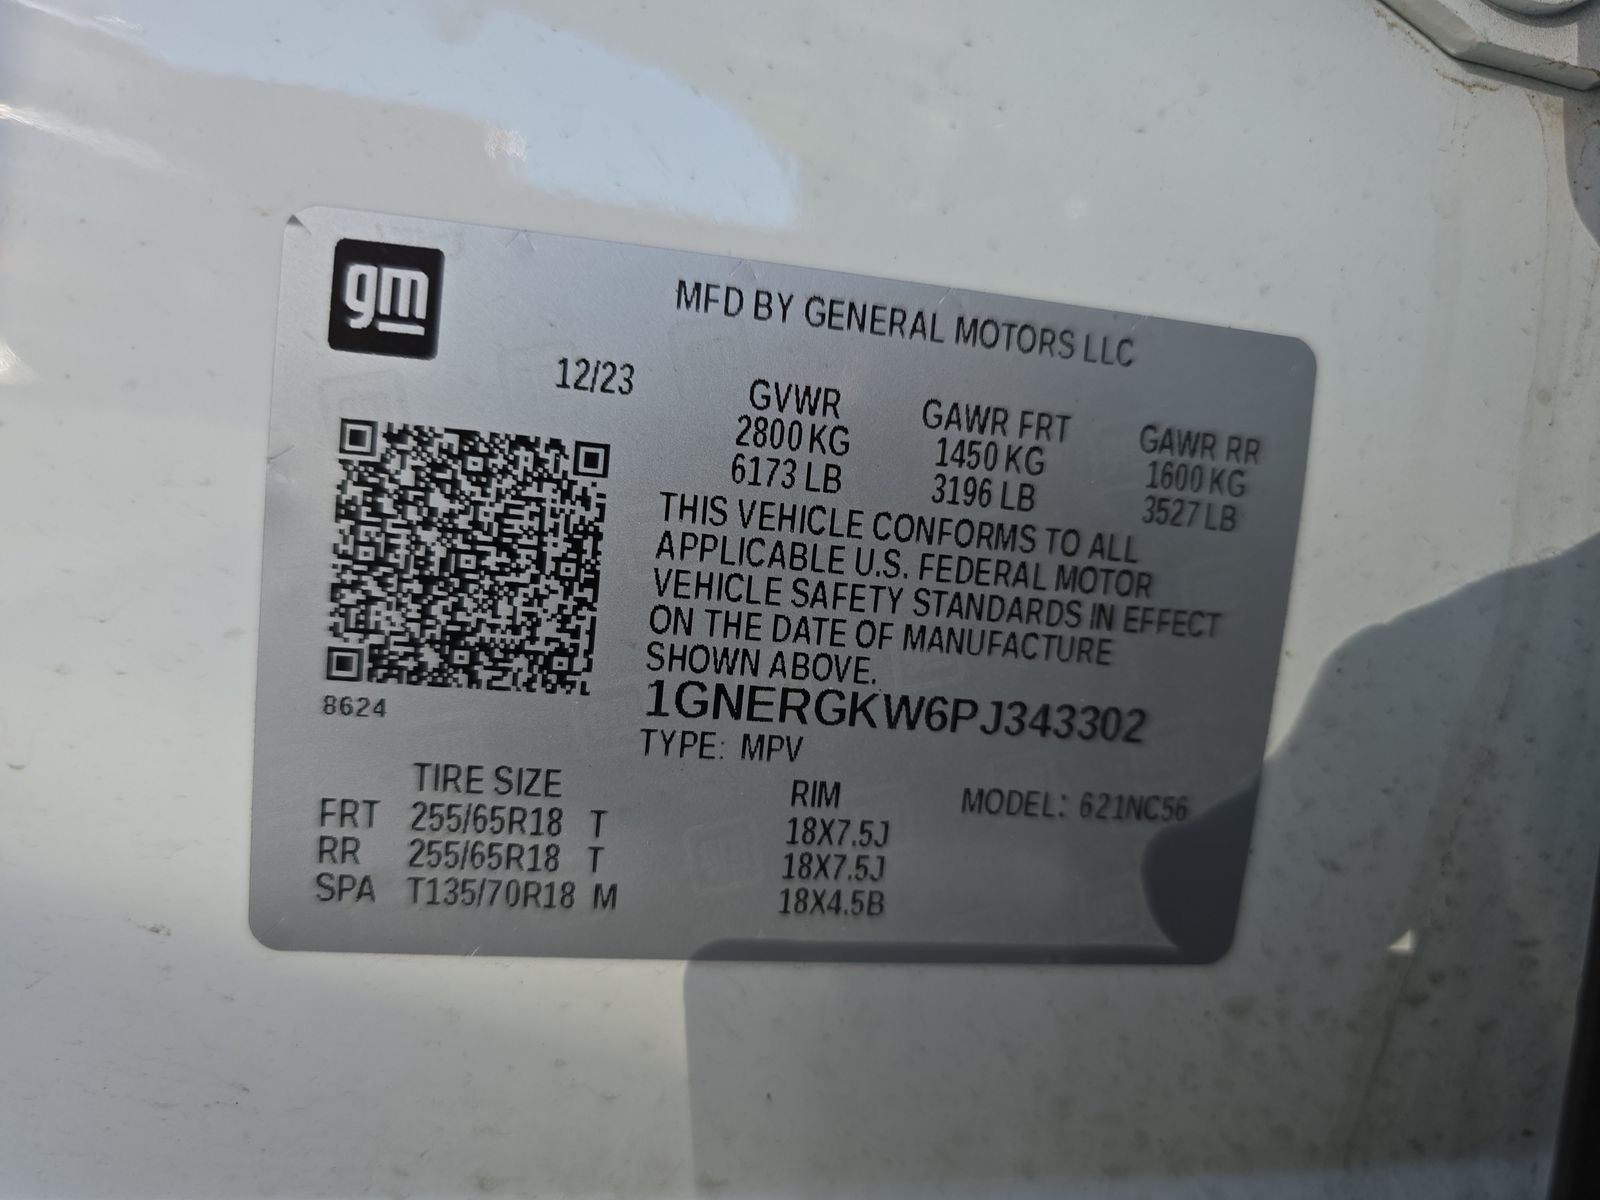 gm
MFD BY GENERAL MOTORS LLC
12/23
GVWR GAWR FRT GAWR RR
2800 KG 1450 KG 1600 KG
6173 LB 3196 LB 3527 LB
THIS VEHICLE CONFORMS TO ALL
APPLICABLE U.S. FEDERAL MOTOR
VEHICLE SAFETY STANDARDS IN EFFECT
ON THE DATE OF MANUFACTURE
SHOWN ABOVE.
8624
1GNERGKW6PJ343302
TYPE: MPV
TIRE SIZE RIM MODEL: 621NC56
FRT 255/65R18 T 18X7.5J
RR 255/65R18 T 18X7.5J
SPA T135/70R18 M 18X4.5B